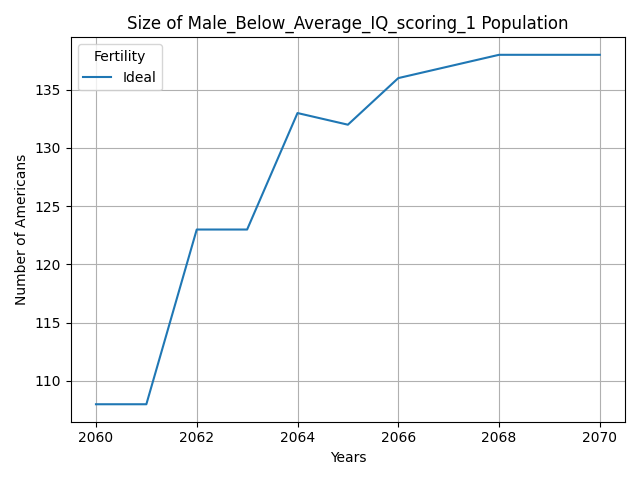 Size of Male_Below_Average_IQ_scoring_1 Population
Fertility
Ideal
135
130
125
120
115
110
Number of Americans
2060
2062
2064
2066
2068
2070
Years